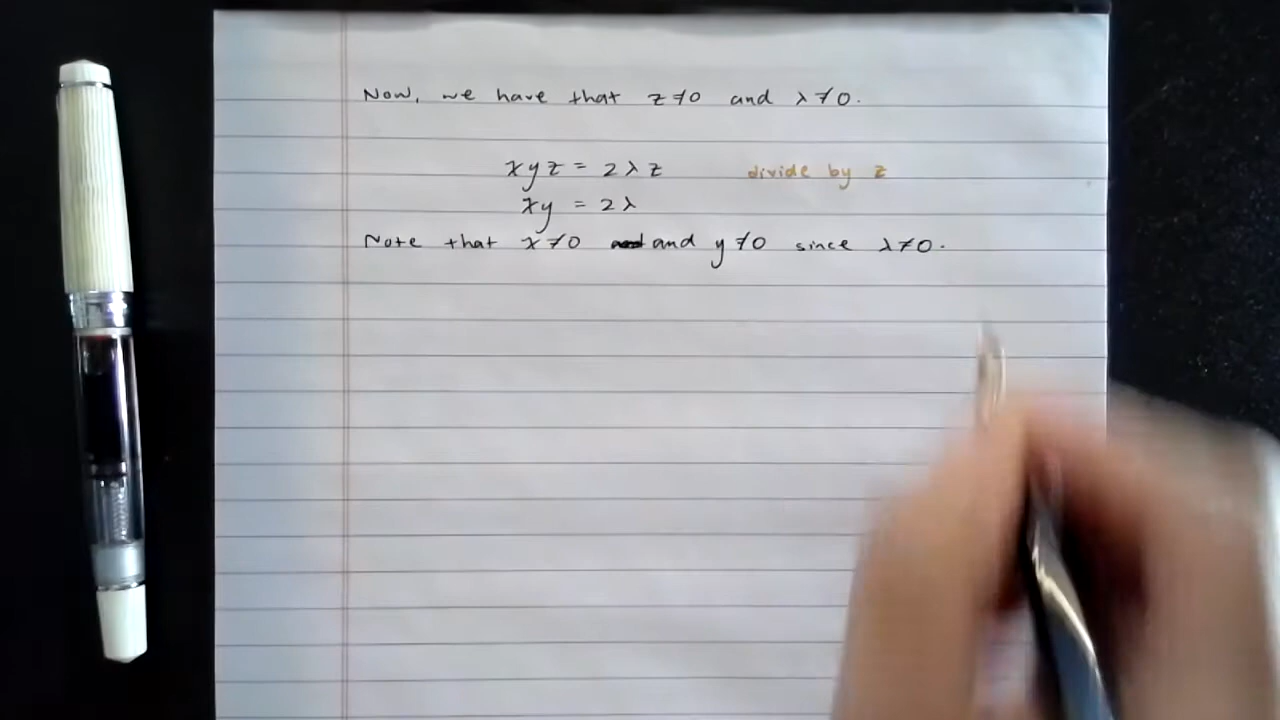 Now, we have that z≠0 and λ≠0.
xyz = 2λz divide by z
xy = 2λ
Note that x≠0 and y≠0 since λ≠0.